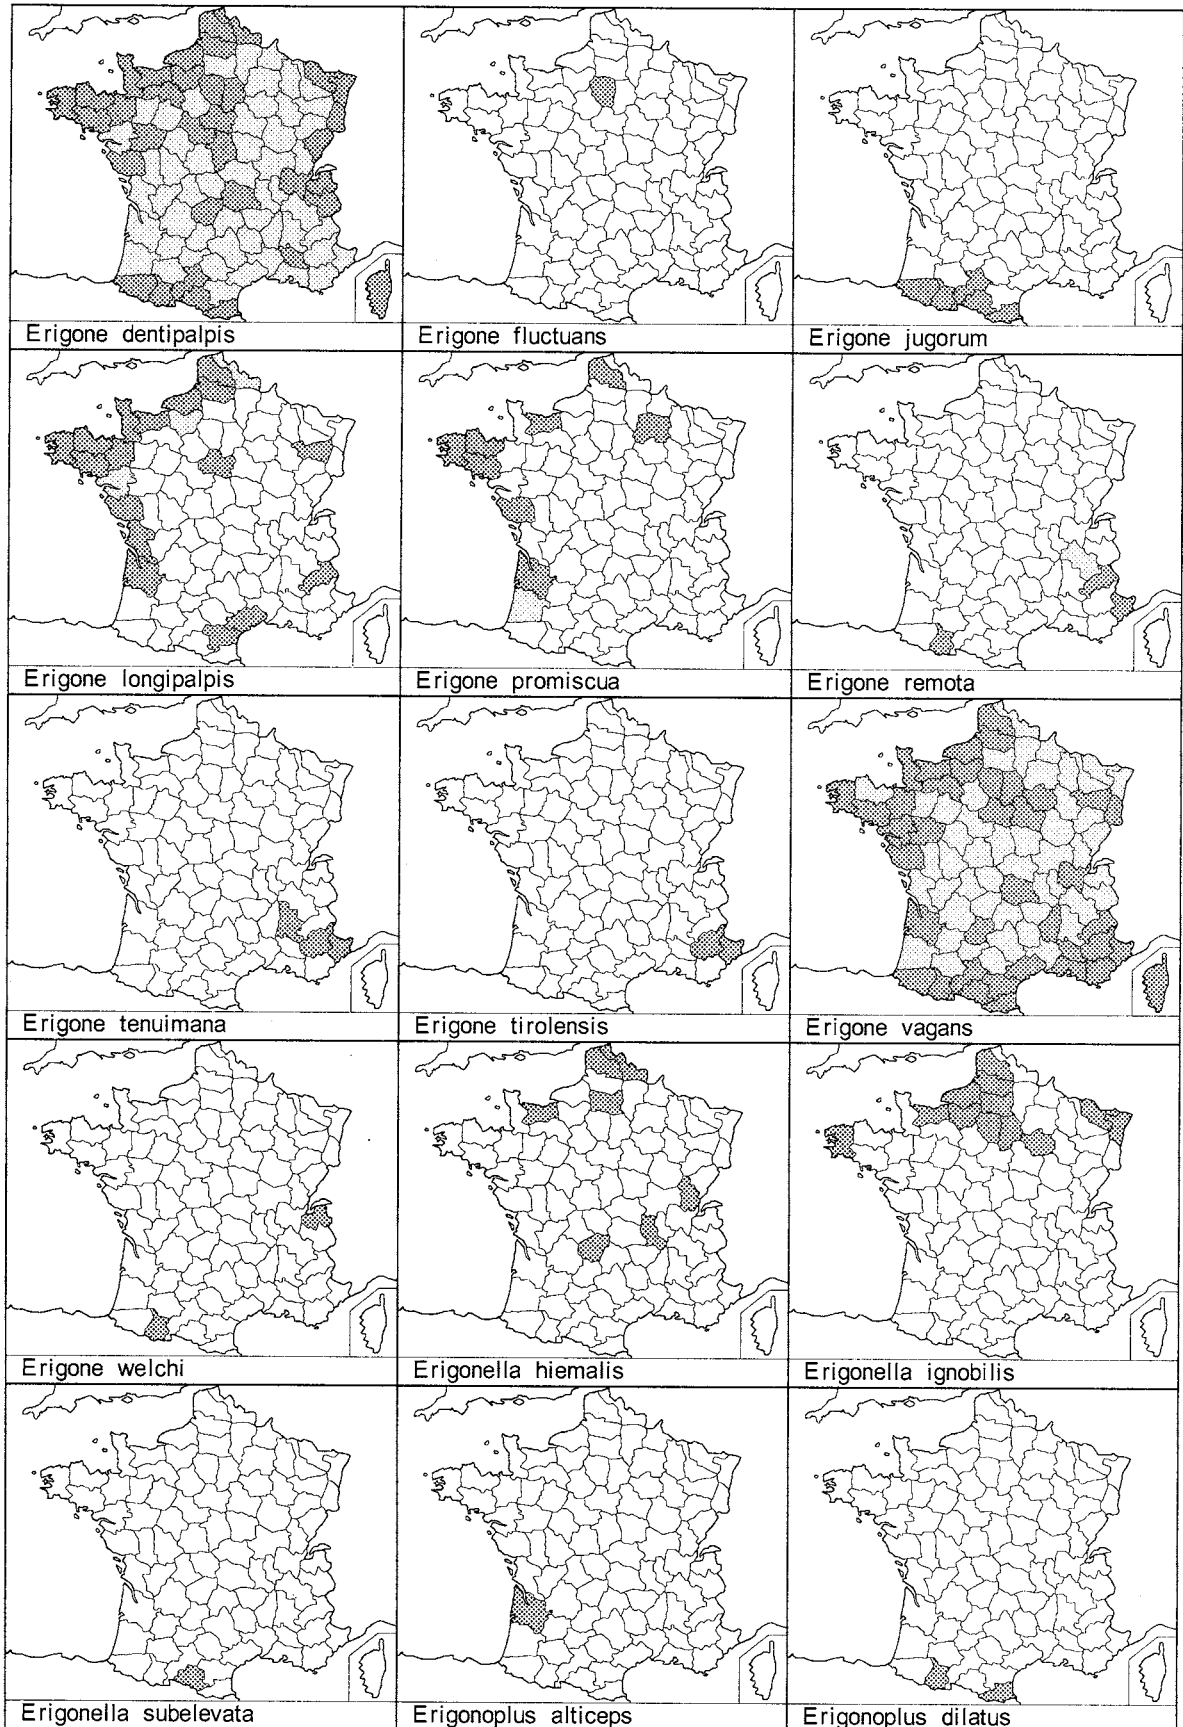 Erigone dentipalpis
Erigone fluctuans
Erigone jugorum
Erigone longipalpis
Erigone promiscua
Erigone remota
Erigone tenuimana
Erigone tirolensis
Erigone vagans
Erigone welchi
Erigonella hiemalis
Erigonella ignobilis
Erigonella subelevata
Erigonoplus alticeps
Erigonoplus dilatus